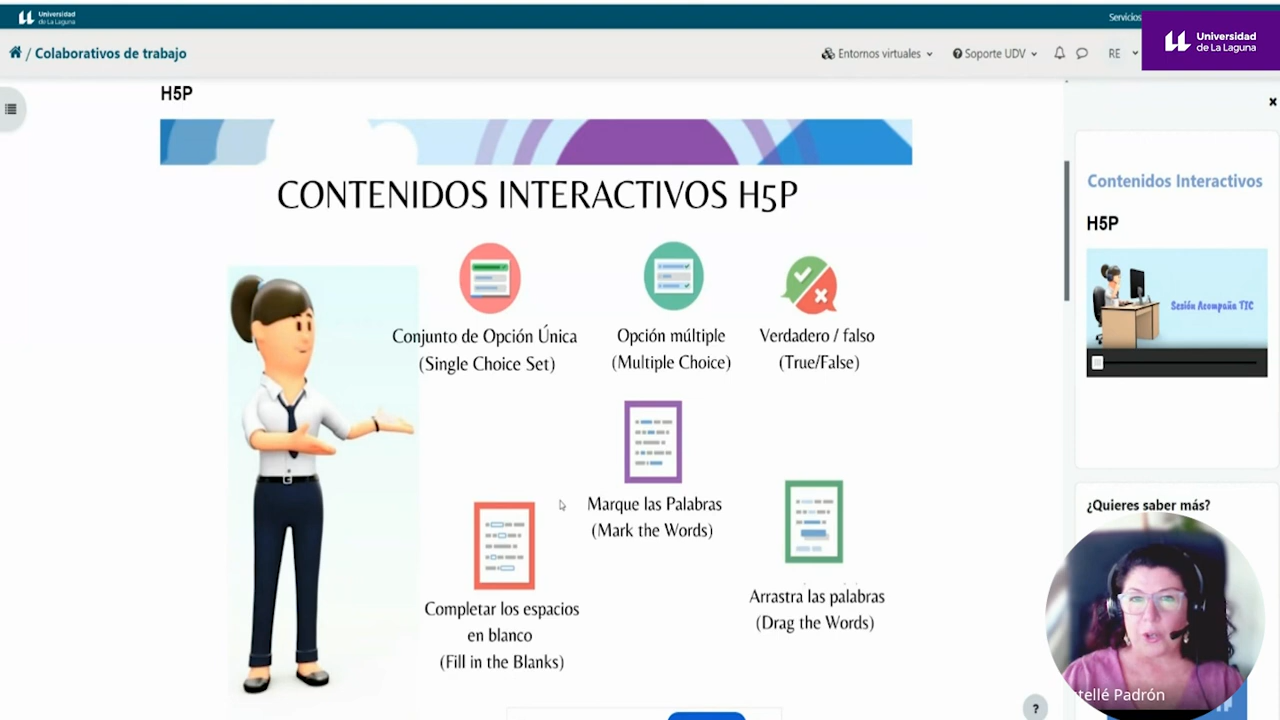 Universidad
de La Laguna
Servicios
Universidad
de La Laguna
/ Colaborativos de trabajo
Entornos virtuales
Soporte UDV
RE
H5P
CONTENIDOS INTERACTIVOS H5P
Conjunto de Opción Única
(Single Choice Set)
Opción múltiple
(Multiple Choice)
Verdadero / falso
(True/False)
Marque las Palabras
(Mark the Words)
Completar los espacios
en blanco
(Fill in the Blanks)
Arrastra las palabras
(Drag the Words)
Contenidos Interactivos
H5P
Sesión Acompaña TIC
¿Quieres saber más?
tellé Padrón
?